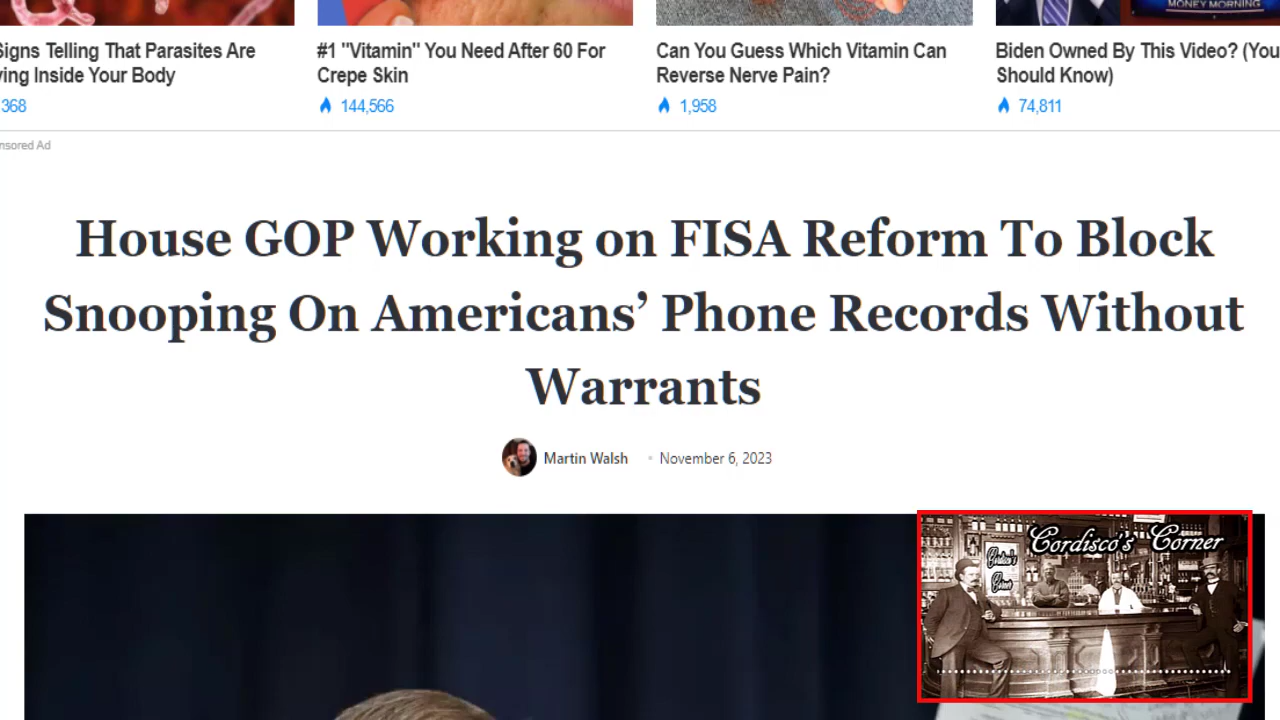 MONEY MORNING
Signs Telling That Parasites Are
ving Inside Your Body
368
#1 "Vitamin" You Need After 60 For
Crepe Skin
144,566
Can You Guess Which Vitamin Can
Reverse Nerve Pain?
1,958
Biden Owned By This Video? (You
Should Know)
74,811
nsored Ad
House GOP Working on FISA Reform To Block
Snooping On Americans’ Phone Records Without
Warrants
Martin Walsh
November 6, 2023
Cordisco's Corner
Cordisco's
Corner